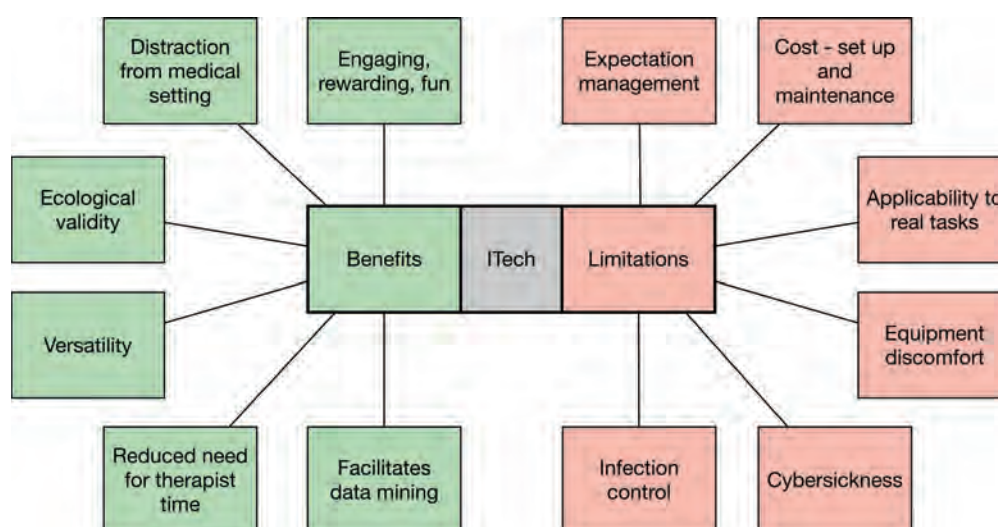 Distraction
from medical
setting
Engaging,
rewarding, fun
Expectation
management
Cost - set up
and
maintenance
Ecological
validity
Applicability to
real tasks
Benefits
ITech
Limitations
Versatility
Equipment
discomfort
Reduced need
for therapist
time
Facilitates
data mining
Infection
control
Cybersickness